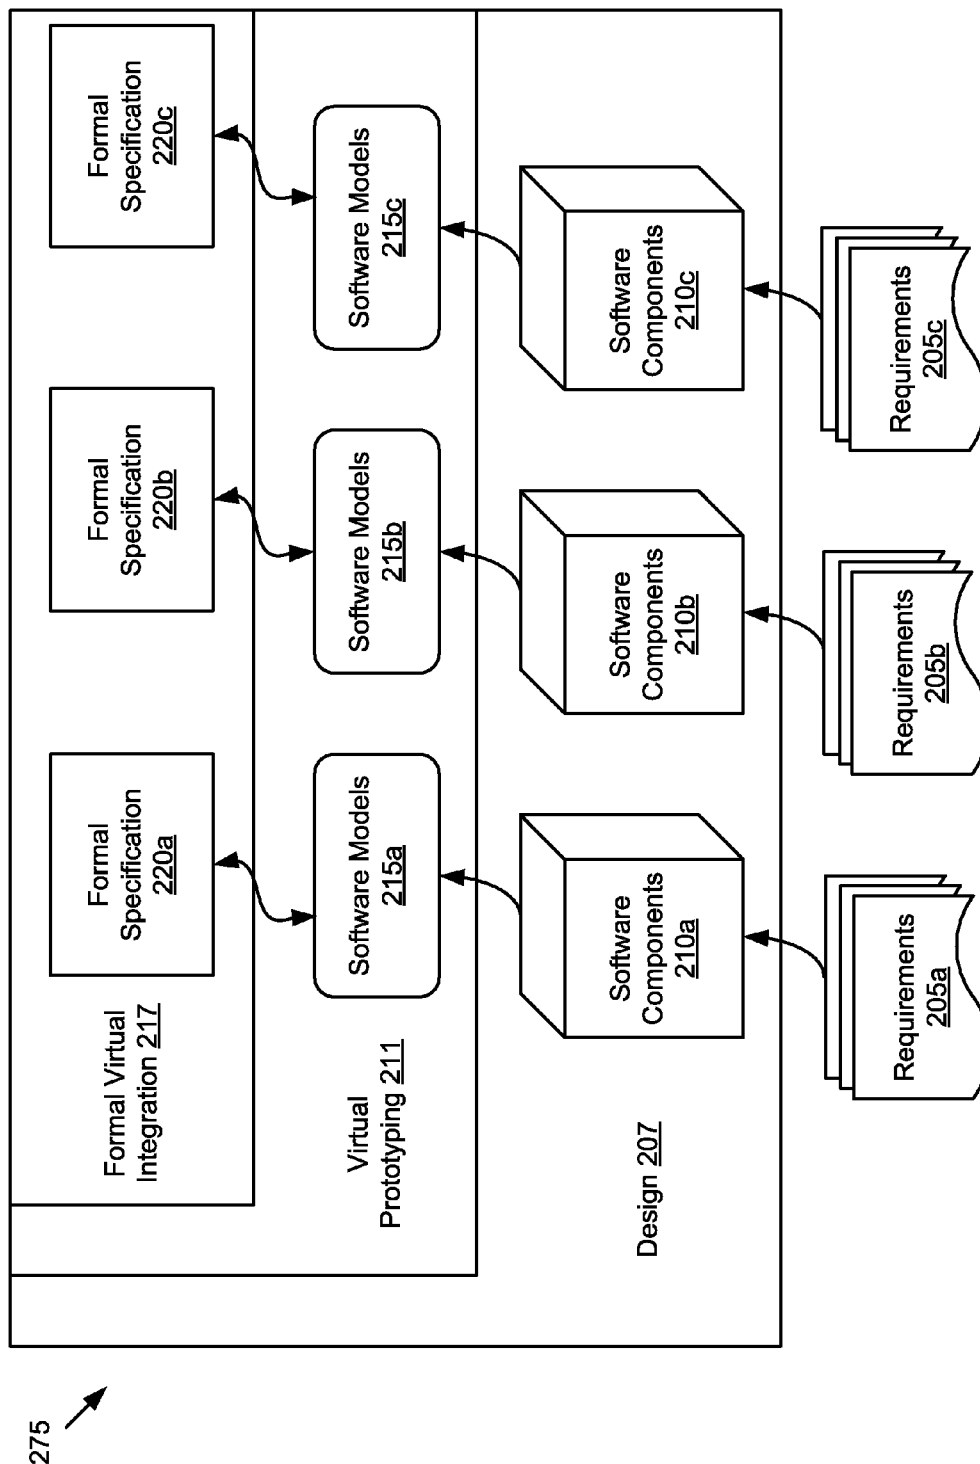 275
Formal Virtual
Integration 217
Formal
Specification
220a
Formal
Specification
220b
Formal
Specification
220c
Virtual
Prototyping 211
Software Models
215a
Software Models
215b
Software Models
215c
Design 207
Software
Components
210a
Software
Components
210b
Software
Components
210c
Requirements
205a
Requirements
205b
Requirements
205c